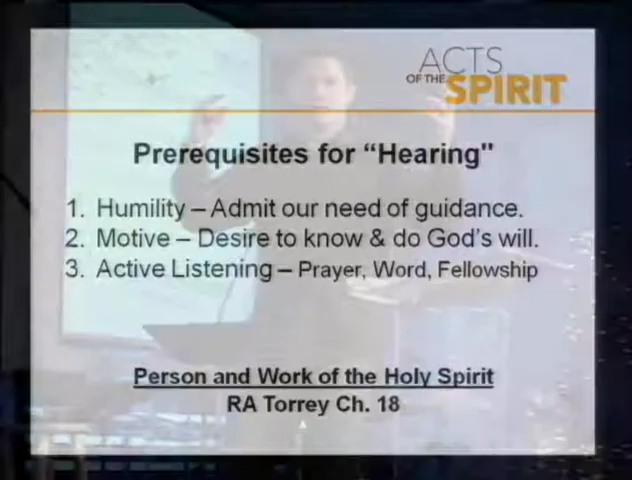 ACTS
OF THE SPIRIT
Prerequisites for “Hearing"
1. Humility – Admit our need of guidance.
2. Motive – Desire to know & do God's will.
3. Active Listening – Prayer, Word, Fellowship
Person and Work of the Holy Spirit
RA Torrey Ch. 18